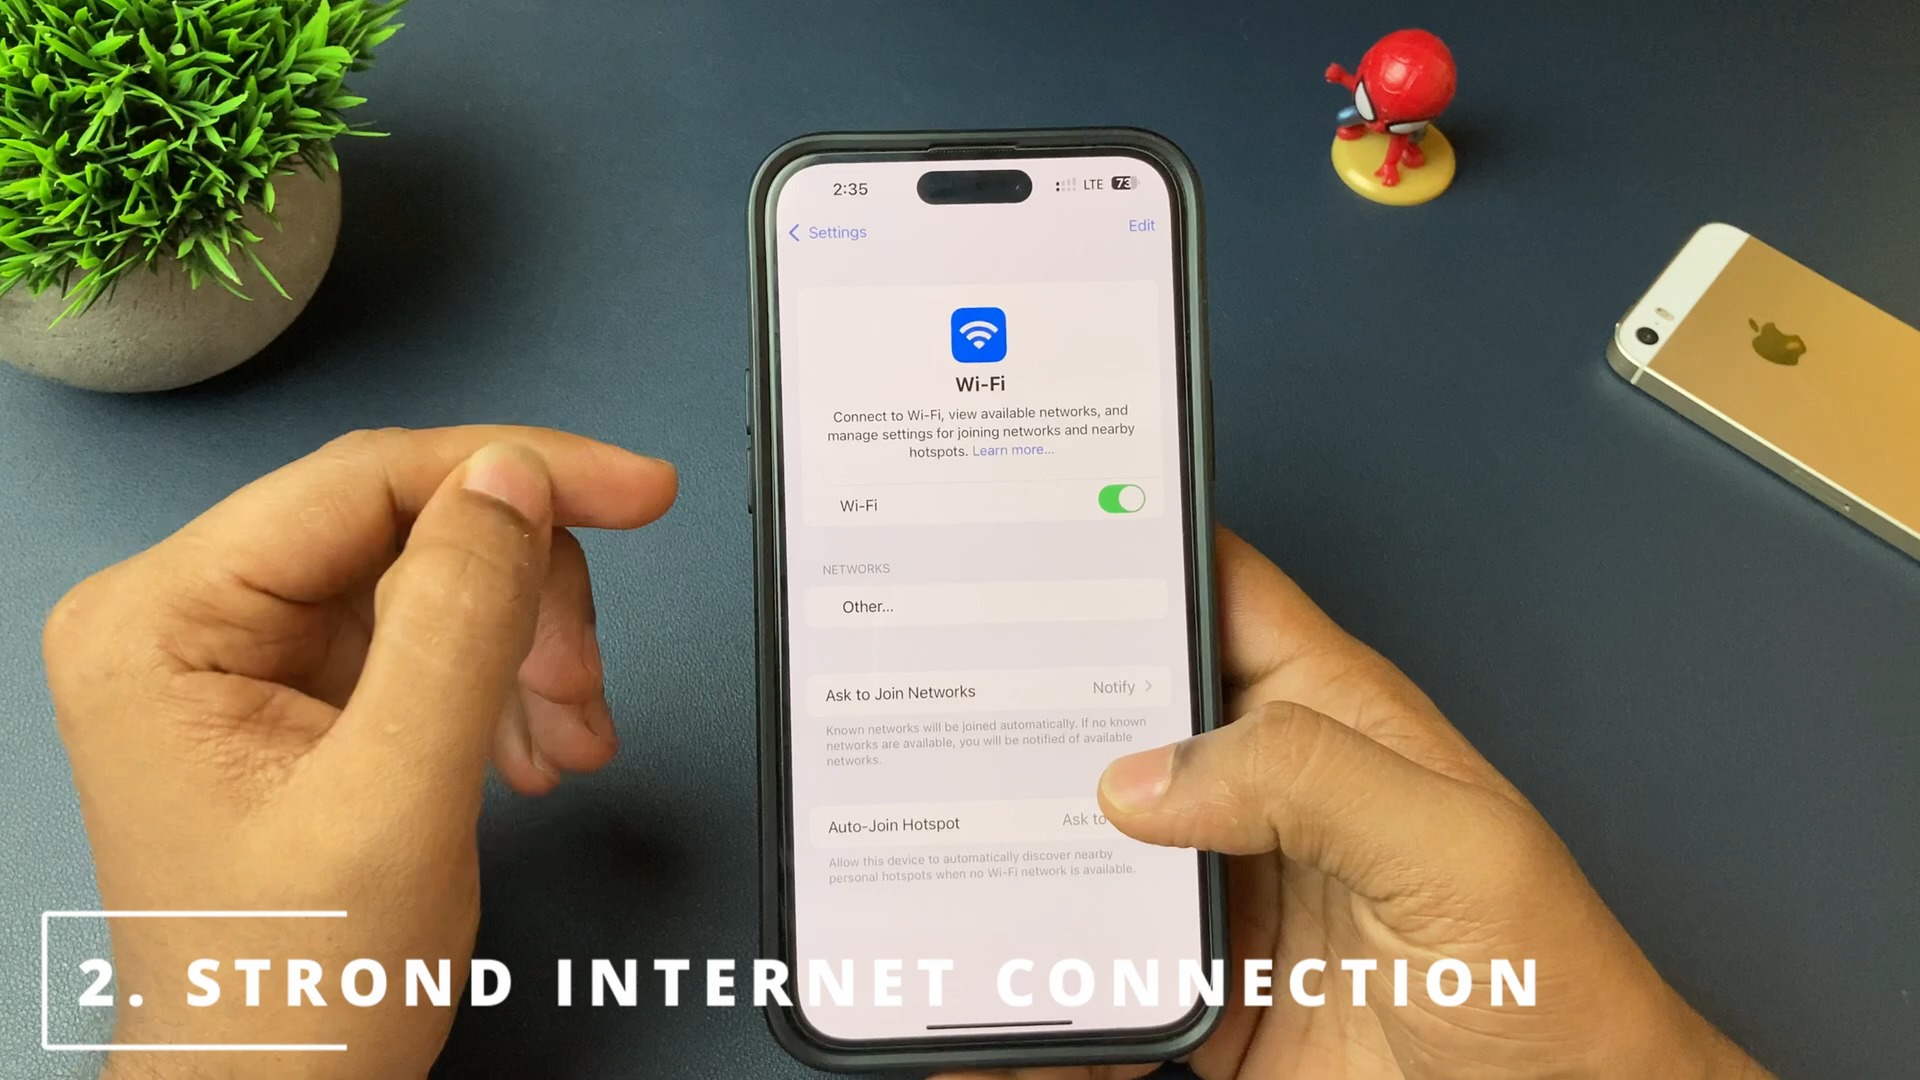 2:35
LTE 73
Settings
Edit
Wi-Fi
Connect to Wi-Fi, view available networks, and
manage settings for joining networks and nearby
hotspots. Learn more...
Wi-Fi
NETWORKS
Other...
Ask to Join Networks Notify
Known networks will be joined automatically. If no known
networks are available, you will be notified of available
networks.
Auto-Join Hotspot Ask to
Allow this device to automatically discover nearby
personal hotspots when no Wi-Fi network is available.
2. STROND INTERNET CONNECTION